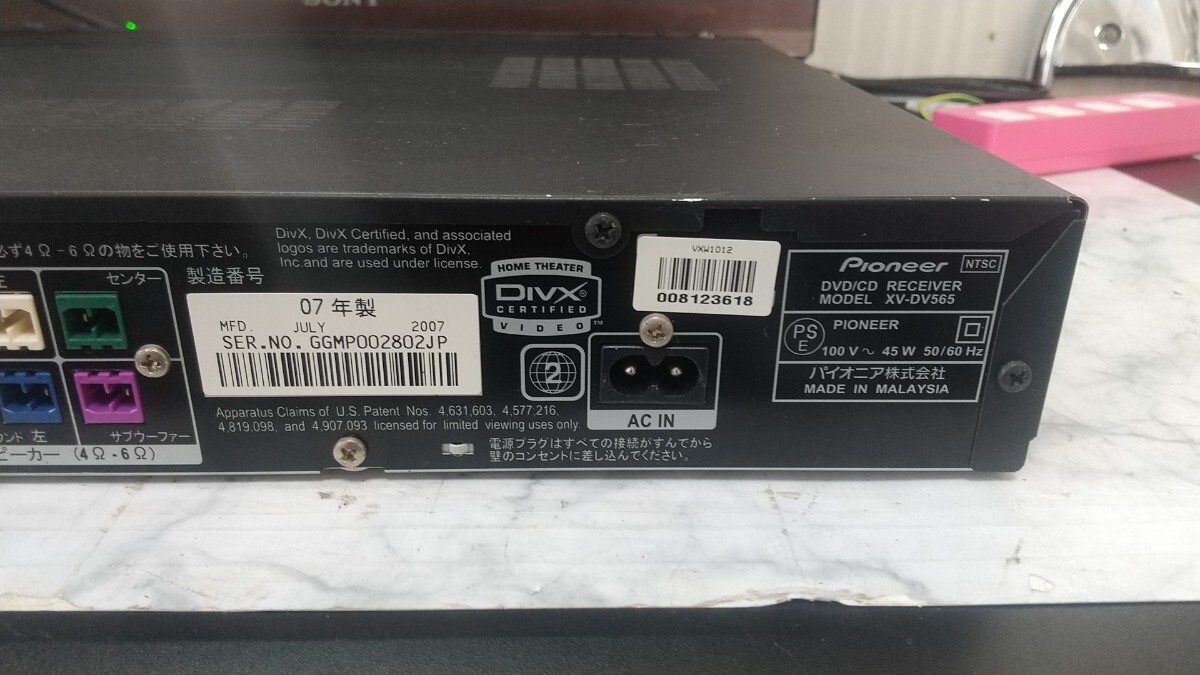 SONY
必ず4Ω-6Ωの物をご使用下さい。
DivX, DivX Certified, and associated
logos are trademarks of DivX,
Inc.and are used under license.
センター
製造番号
07年製
MFD. JULY 2007
SER.NO.GGMP002802JP
HOME THEATER
DIVX
CERTIFIED
VIDEO™
2
VXW1012
008123618
Pioneer
NTSC
DVD/CD RECEIVER
MODEL XV-DV565
PS
E
PIONEER
100 V~ 45 W 50/60 Hz
パイオニア株式会社
MADE IN MALAYSIA
AC IN
Apparatus Claims of U.S. Patent Nos. 4,631,603, 4,577,216,
4,819,098, and 4,907,093 licensed for limited viewing uses only.
電源プラグはすべての接続がすんでから
壁のコンセントに差し込んでください。
ウンド 左
サブウーファー
ピーカー (4Ω-6Ω)